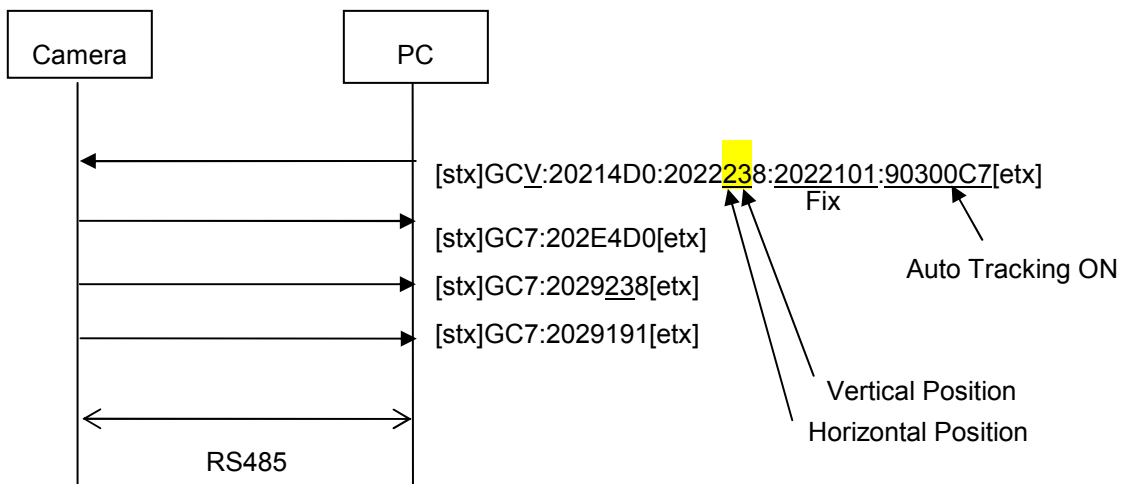 Camera
PC
[stx]GCV:20214D0:2022238:2022101:90300C7[etx]
Fix
[stx]GC7:202E4D0[etx]
Auto Tracking ON
[stx]GC7:2029238[etx]
[stx]GC7:2029191[etx]
Vertical Position
Horizontal Position
RS485